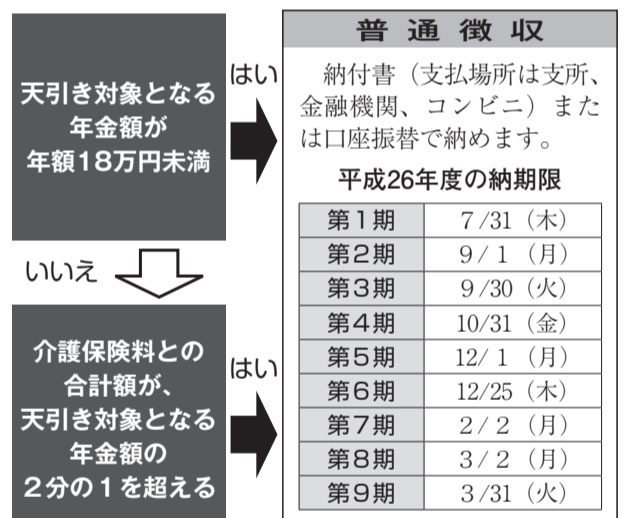 天引き対象となる
年金額が
年額18万円未満
はい
いいえ
介護保険料との
合計額が、
天引き対象となる
年金額の
2分の1を超える
はい
普通徴収
納付書（支払場所は支所、
金融機関、コンビニ）また
は口座振替で納めます。
平成26年度の納期限
第1期 7/31（木）
第2期 9/1（月）
第3期 9/30（火）
第4期 10/31（金）
第5期 12/1（月）
第6期 12/25（木）
第7期 2/2（月）
第8期 3/2（月）
第9期 3/31（火）